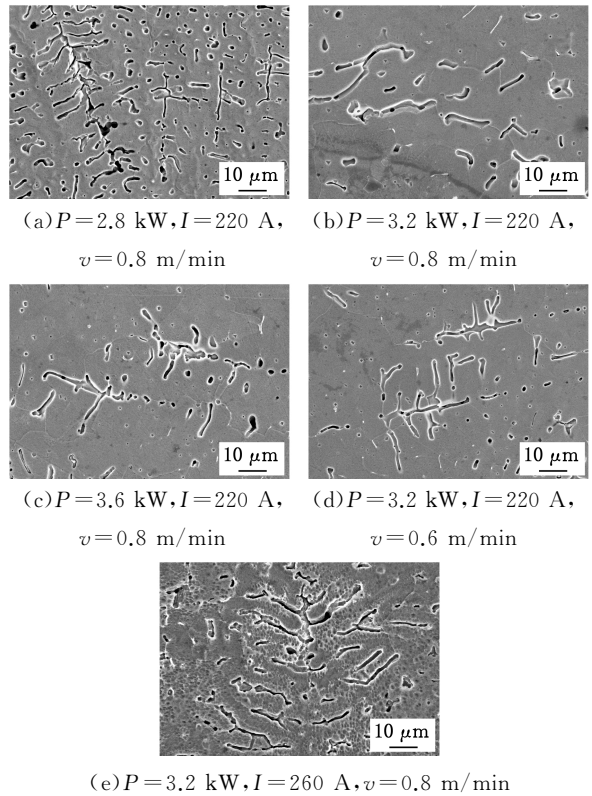 10 μm 10 μm
(a)P=2.8 kW,I=220 A, (b)P=3.2 kW,I=220 A,
v=0.8 m/min v=0.8 m/min
10 μm 10 μm
(c)P=3.6 kW,I=220 A, (d)P=3.2 kW,I=220 A,
v=0.8 m/min v=0.6 m/min
10 μm
(e)P=3.2 kW,I=260 A,v=0.8 m/min